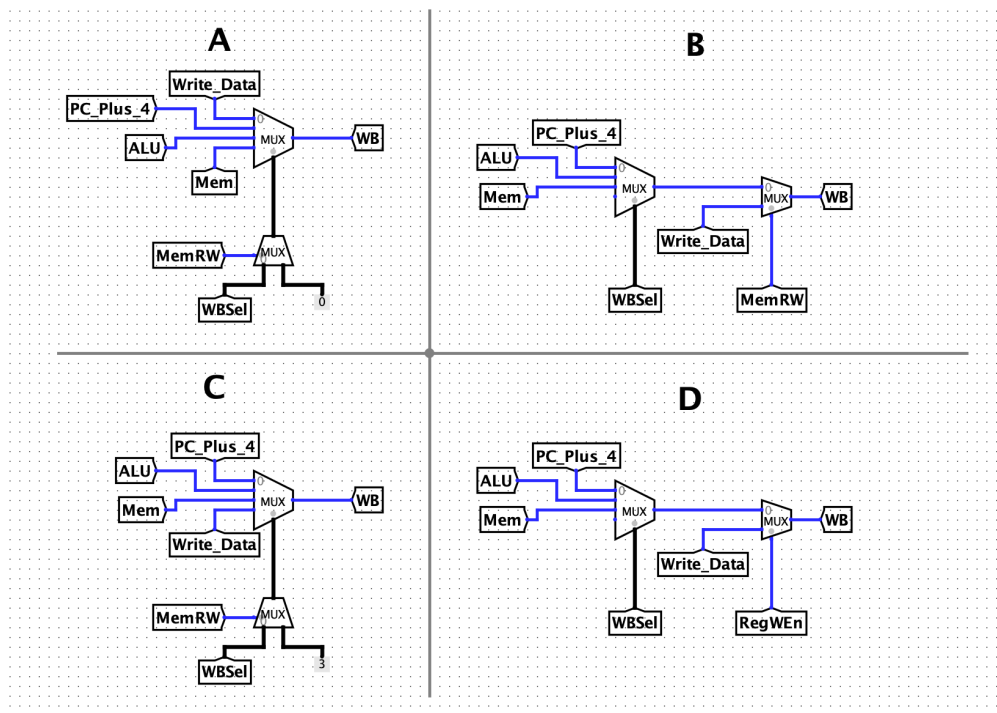 A
Write_Data
PC_Plus_4
0
MUX
ALU
WB
Mem
MemRW
MUX
0
WBSel
0
B
PC_Plus_4
ALU
0
MUX
Mem
0
MUX
WB
Write_Data
WBSel
MemRW
C
PC_Plus_4
ALU
0
MUX
Mem
WB
Write_Data
MemRW
MUX
0
WBSel
3
D
PC_Plus_4
ALU
0
MUX
Mem
0
MUX
WB
Write_Data
WBSel
RegWEn